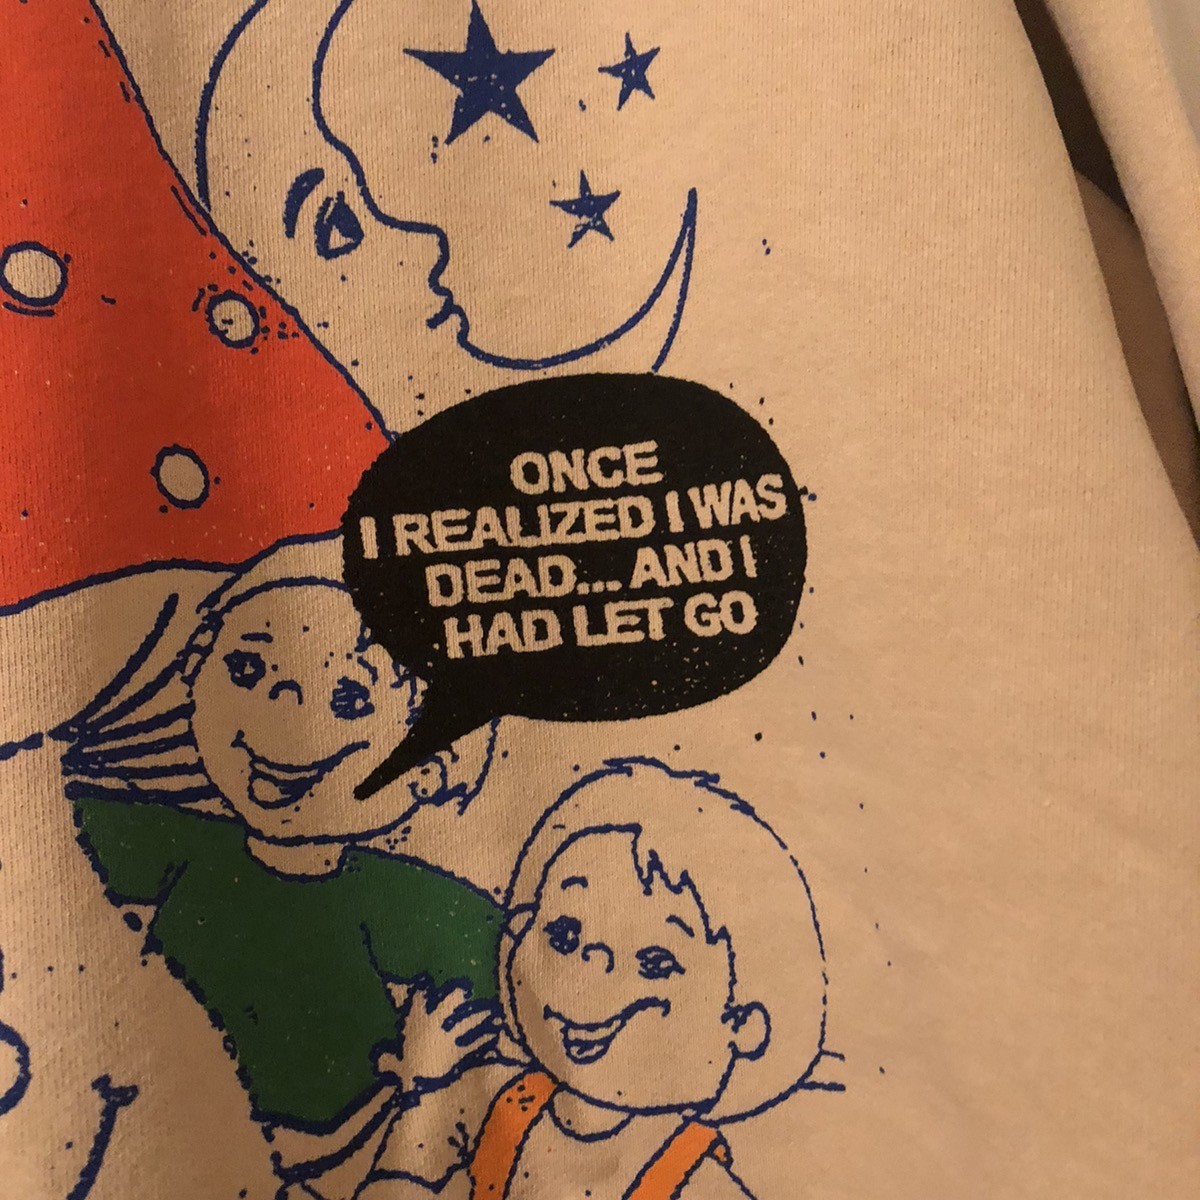 ONCE
I REALIZED I WAS
DEAD... AND I
HAD LET GO